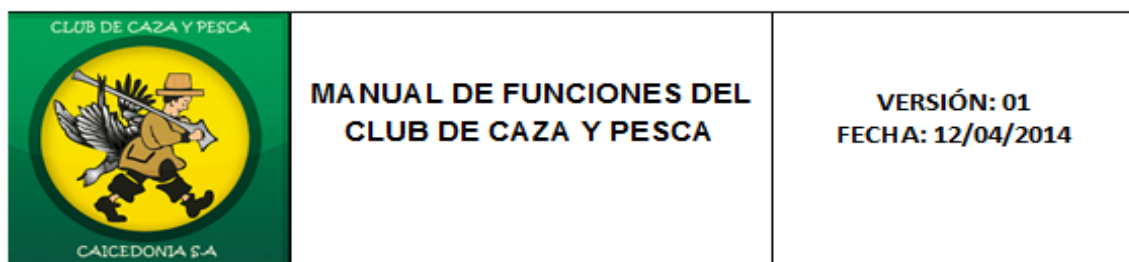 CLUB DE CAZA Y PESCA
CAICEDONIA S.A
MANUAL DE FUNCIONES DEL
CLUB DE CAZA Y PESCA
VERSIÓN: 01
FECHA: 12/04/2014